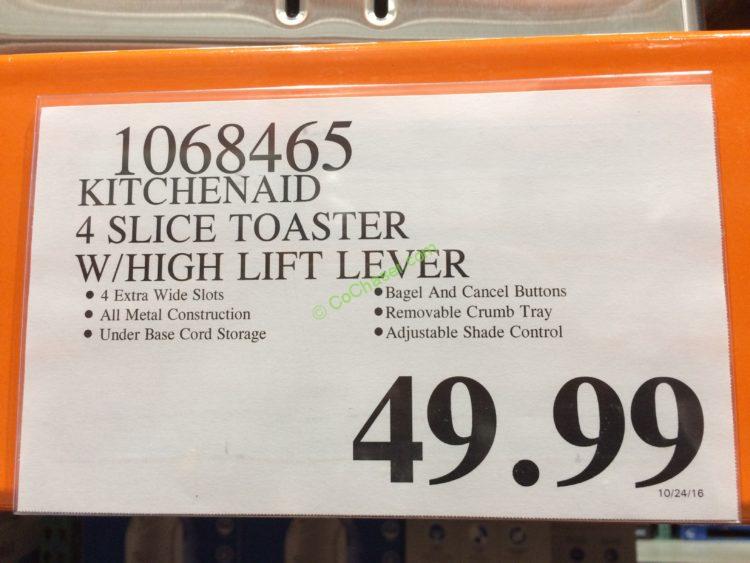 1068465
KITCHENAID
4 SLICE TOASTER
W/HIGH LIFT LEVER
• 4 Extra Wide Slots
• All Metal Construction
• Under Base Cord Storage
• Bagel And Cancel Buttons
• Removable Crumb Tray
• Adjustable Shade Control
© CoChaser.com
49.99
10/24/16